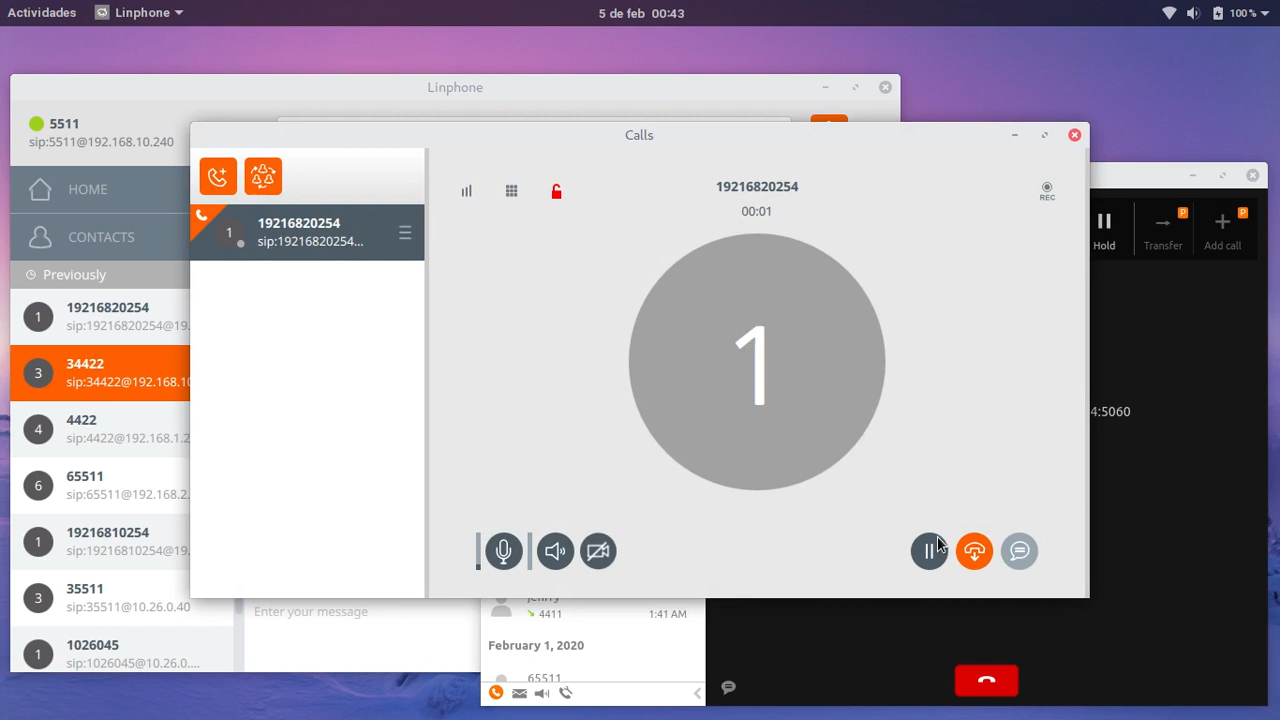 Actividades
Linphone
5 de feb 00:43
100 %
Linphone
5511
sip:5511@192.168.10.240
HOME
CONTACTS
Previously
1
19216820254
sip:19216820254@19.
3
34422
sip:34422@192.168.10
4
4422
sip:4422@192.168.1.2
6
65511
sip:65511@192.168.2.
1
19216810254
sip:19216810254@19.
3
35511
sip:35511@10.26.0.40
1
1026045
sip:1026045@10.26.0....
Enter your message
Calls
1
19216820254
sip:19216820254...
19216820254
00:01
REC
1
Hold
P
Transfer
P
Add call
4:5060
4411
1:41 AM
February 1, 2020
65511